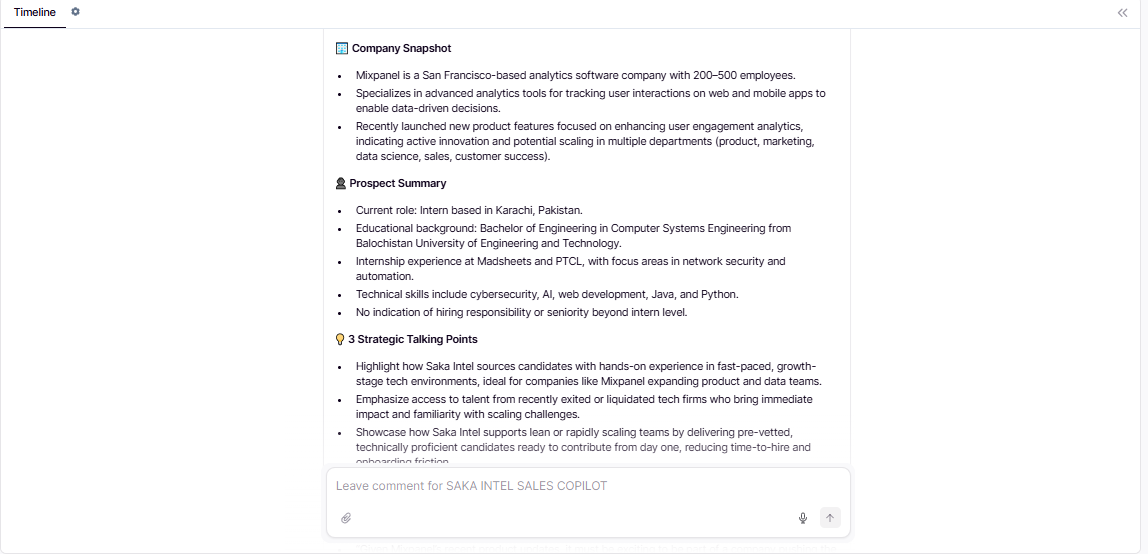 Timeline
Company Snapshot
• Mixpanel is a San Francisco-based analytics software company with 200–500 employees.
• Specializes in advanced analytics tools for tracking user interactions on web and mobile apps to
enable data-driven decisions.
• Recently launched new product features focused on enhancing user engagement analytics,
indicating active innovation and potential scaling in multiple departments (product, marketing,
data science, sales, customer success).
Prospect Summary
• Current role: Intern based in Karachi, Pakistan.
• Educational background: Bachelor of Engineering in Computer Systems Engineering from
Balochistan University of Engineering and Technology.
• Internship experience at Madsheets and PTCL, with focus areas in network security and
automation.
• Technical skills include cybersecurity, AI, web development, Java, and Python.
• No indication of hiring responsibility or seniority beyond intern level.
3 Strategic Talking Points
• Highlight how Saka Intel sources candidates with hands-on experience in fast-paced, growth-
stage tech environments, ideal for companies like Mixpanel expanding product and data teams.
• Emphasize access to talent from recently exited or liquidated tech firms who bring immediate
impact and familiarity with scaling challenges.
• Showcase how Saka Intel supports lean or rapidly scaling teams by delivering pre-vetted,
technically proficient candidates ready to contribute from day one, reducing time-to-hire and
onboarding friction.
Leave comment for SAKA INTEL SALES COPILOT